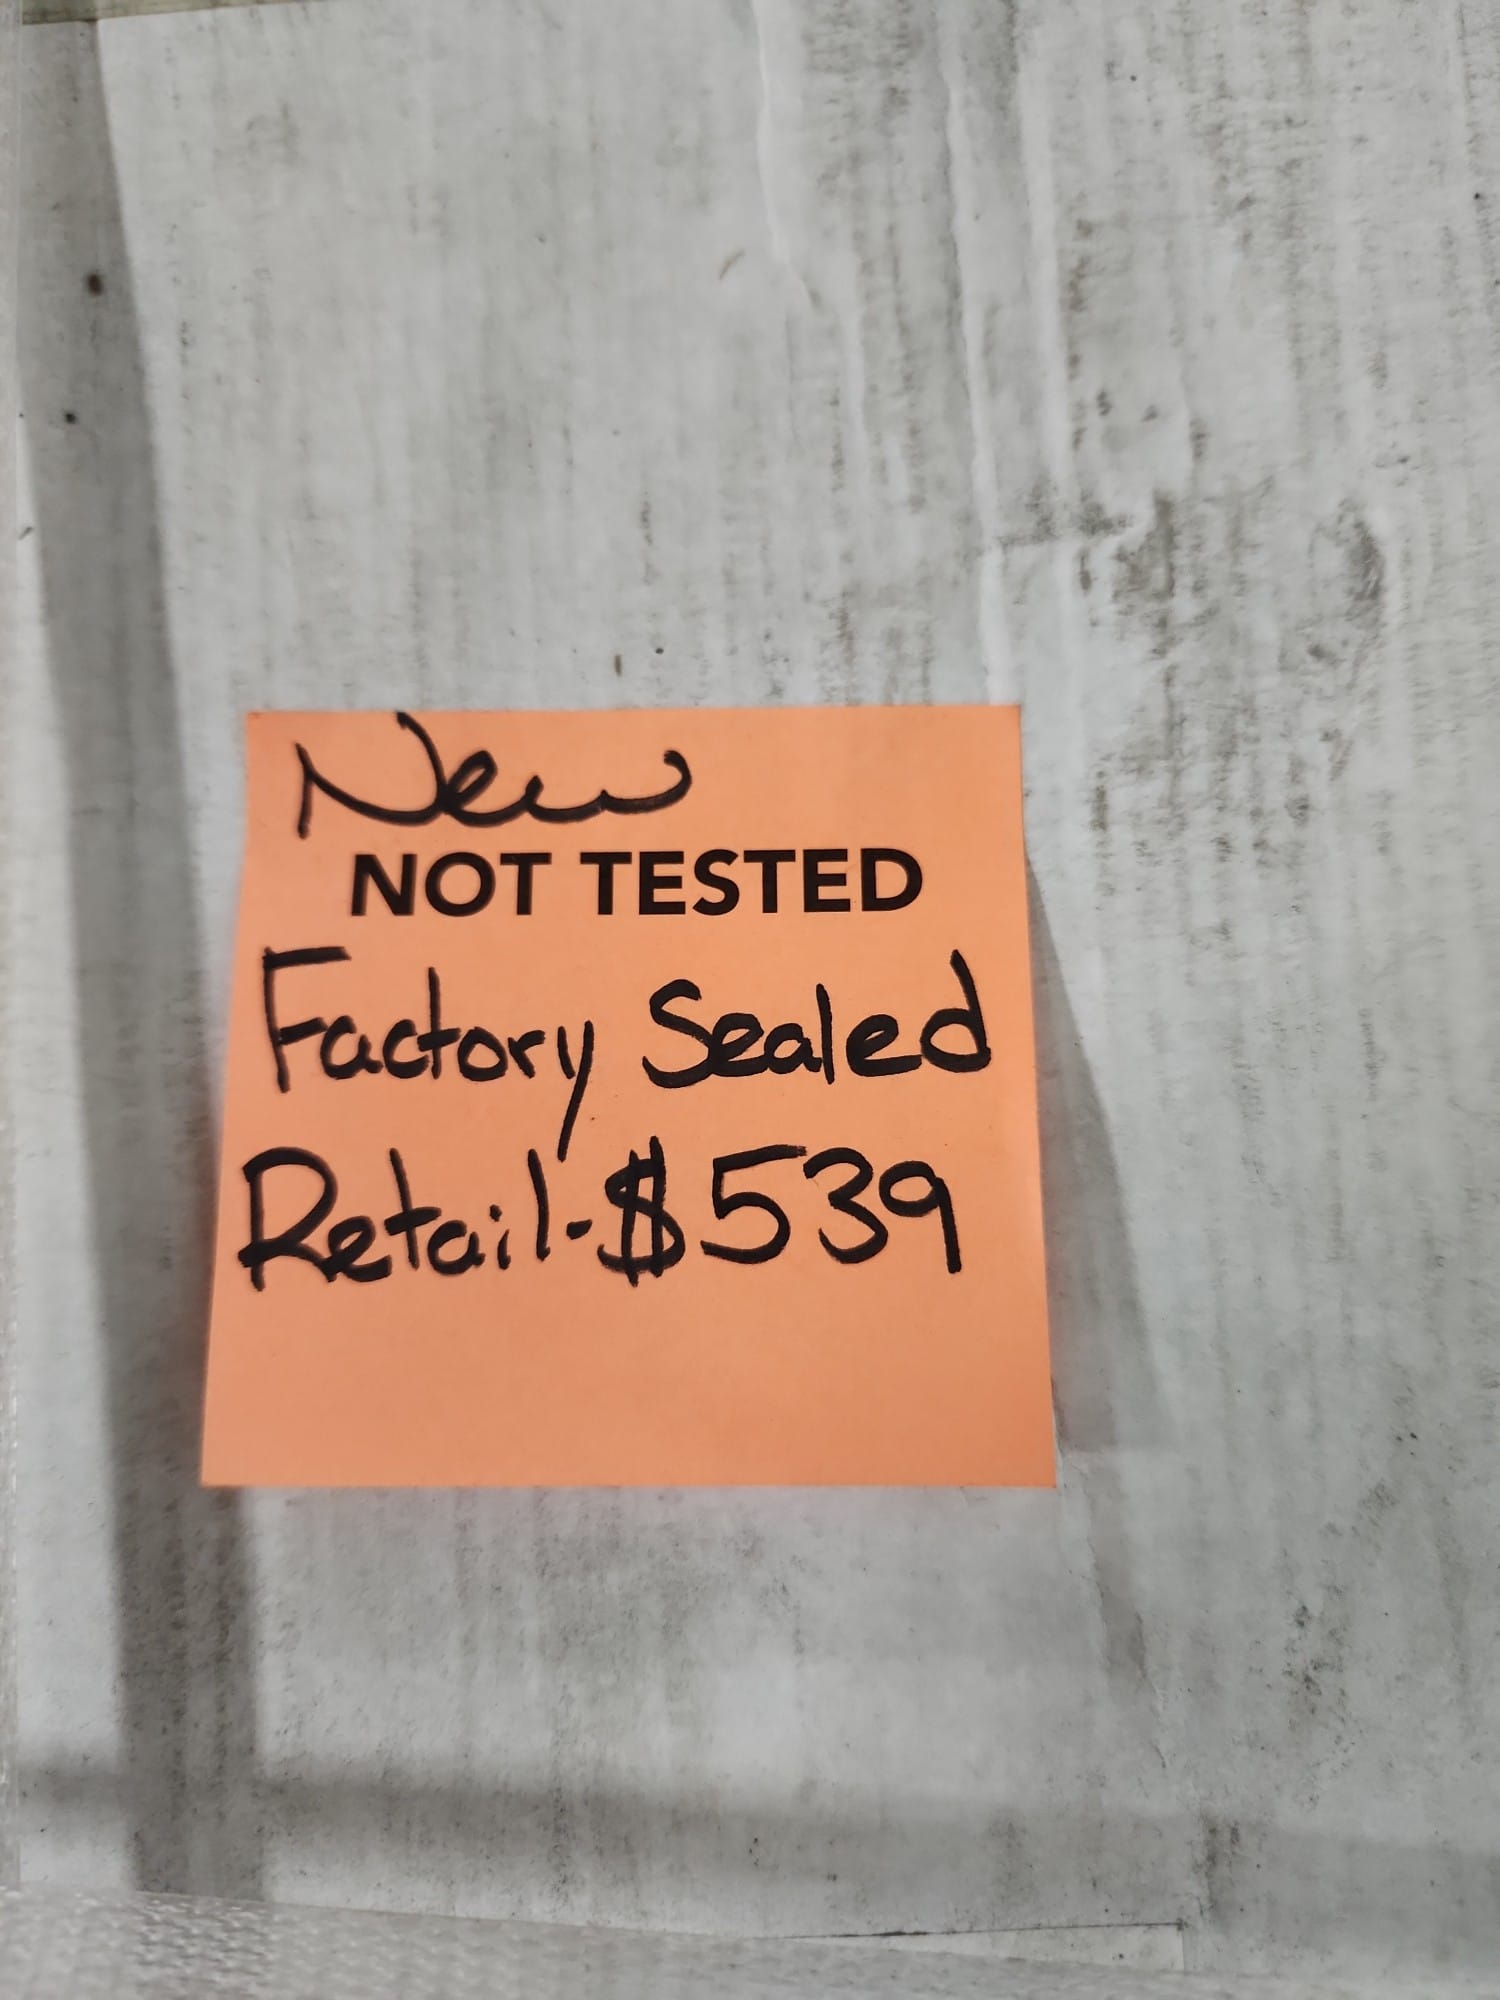 New
NOT TESTED
Factory Sealed
Retail-$539